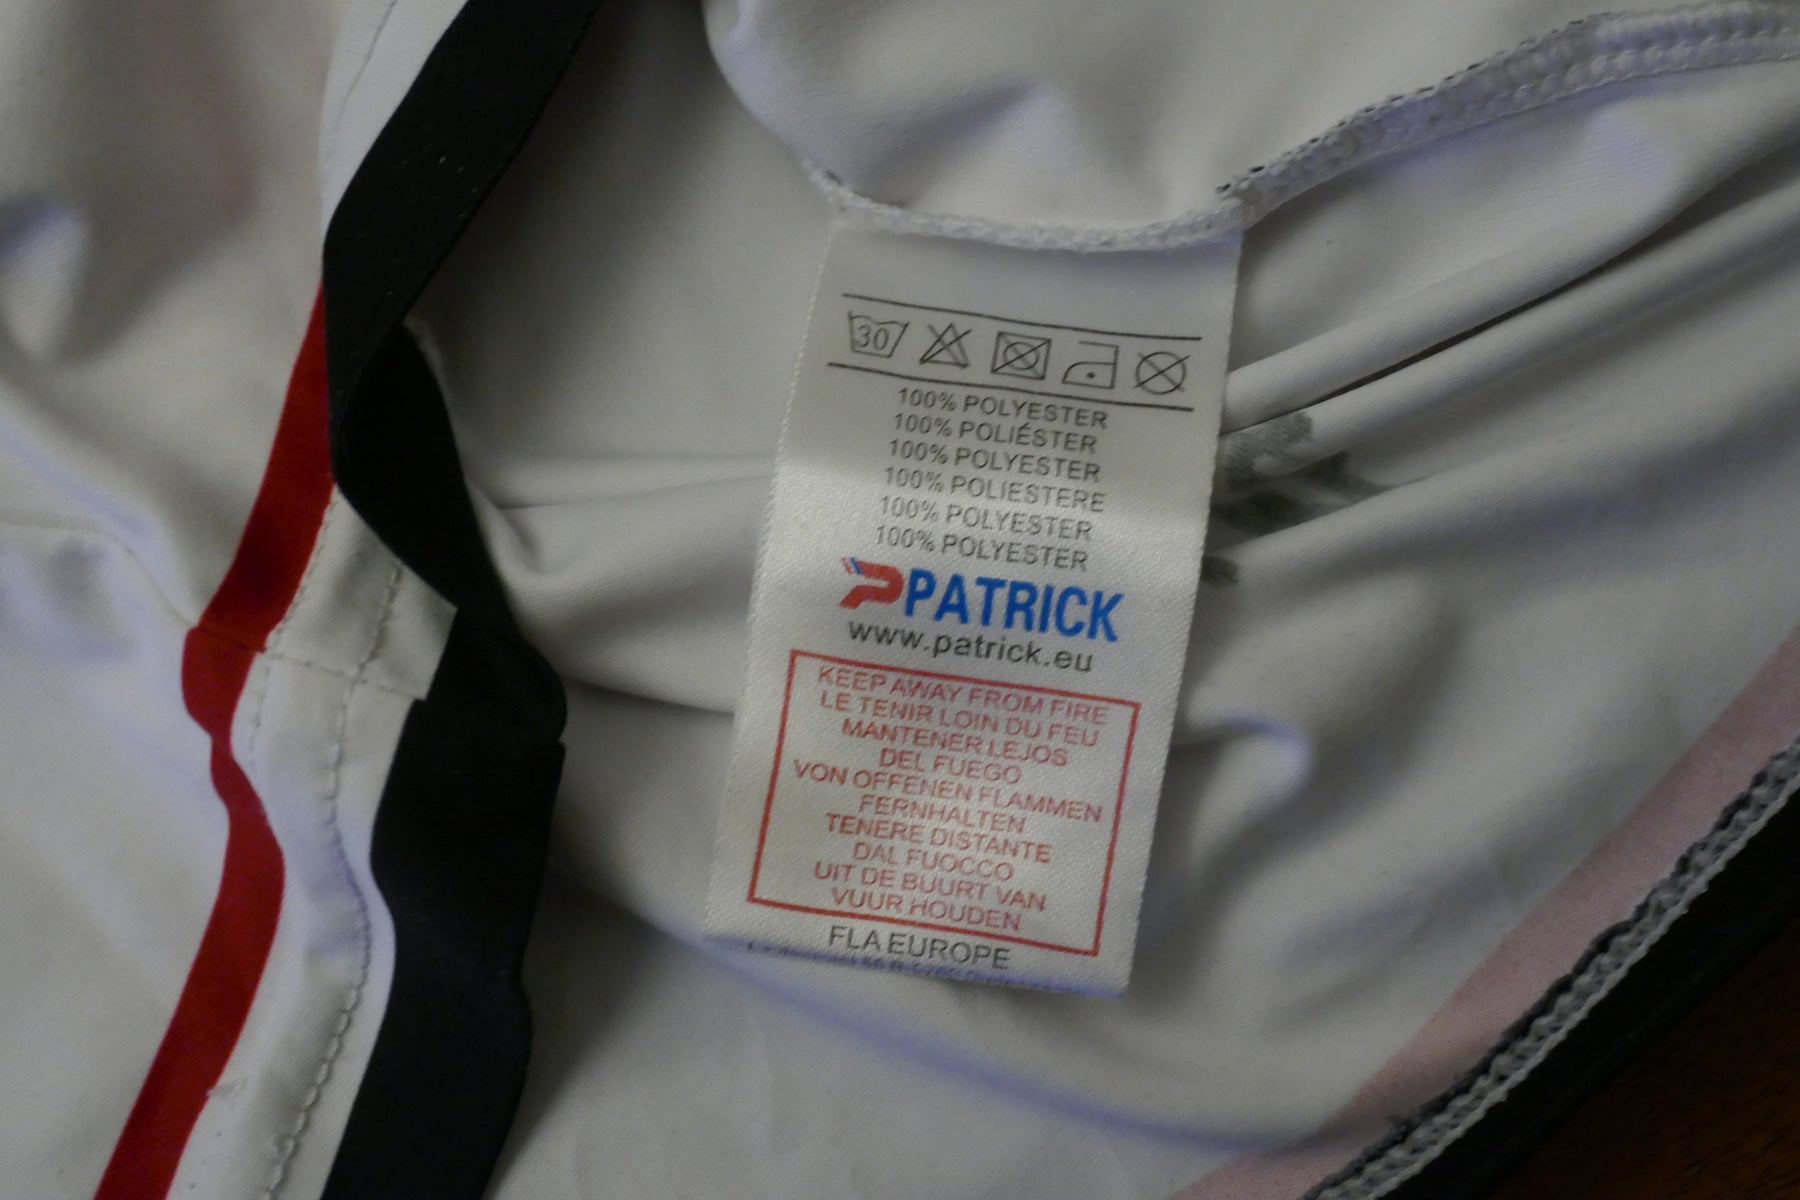 30
100% POLYESTER
100% POLIÉSTER
100% POLYESTER
100% POLIESTERE
100% POLYESTER
100% POLYESTER
PATRICK
www.patrick.eu
KEEP AWAY FROM FIRE
LE TENIR LOIN DU FEU
MANTENER LEJOS
DEL FUEGO
VON OFFENEN FLAMMEN
FERNHALTEN
TENERE DISTANTE
DAL FUOCCO
UIT DE BUURT VAN
VUUR HOUDEN
FLA EUROPE